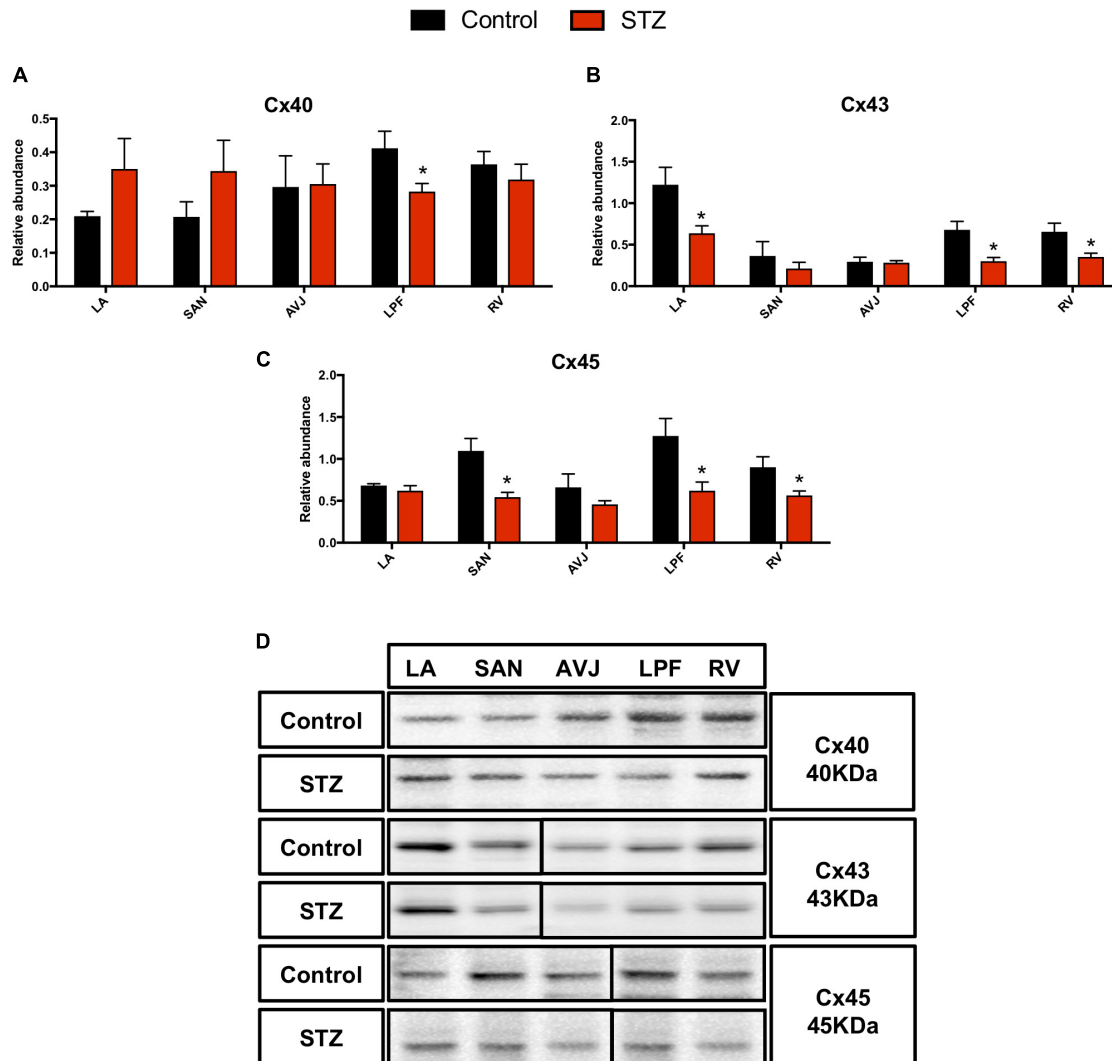 Control STZ
A
Cx40
Relative abundance
0.5
0.4
0.3
0.2
0.1
0.0
*
LA SAN AVJ LPF RV
B
Cx43
Relative abundance
2.0
1.5
1.0
0.5
0.0
* * *
LA SAN AVJ LPF RV
C
Cx45
Relative abundance
2.0
1.5
1.0
0.5
0.0
* * *
LA SAN AVJ LPF RV
D
LA SAN AVJ LPF RV
Control
STZ
Cx40
40KDa
Control
STZ
Cx43
43KDa
Control
STZ
Cx45
45KDa